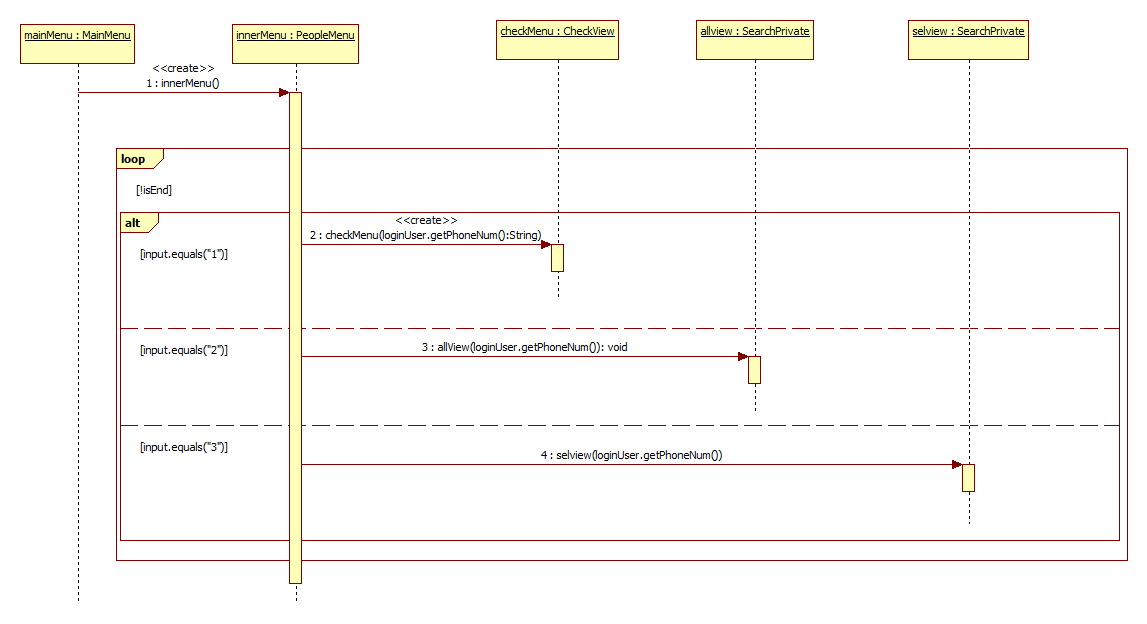 mainMenu : MainMenu
innerMenu : PeopleMenu
checkMenu : CheckView
allview : SearchPrivate
selview : SearchPrivate
<<create>>
1 : innerMenu()
loop
[!isEnd]
alt
<<create>>
2 : checkMenu(loginUser.getPhoneNum():String)
[input.equals("1")]
[input.equals("2")]
3 : allView(loginUser.getPhoneNum()): void
[input.equals("3")]
4 : selview(loginUser.getPhoneNum())